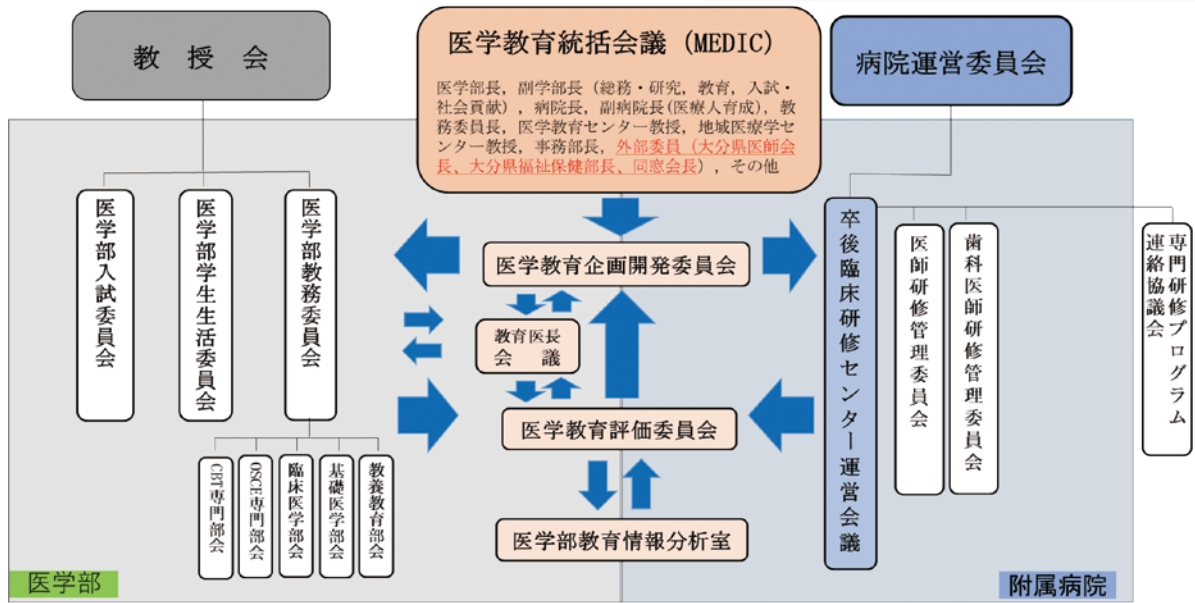 教 授 会
医学教育統括会議 (MEDIC)
医学部長，副学部長（総務・研究，教育，入試・
社会貢献），病院長，副病院長(医療人育成)，教
務委員長，医学教育センター教授，地域医療学セ
ンター教授，事務部長，外部委員（大分県医師会
長、大分県福祉保健部長、同窓会長），その他
病院運営委員会
医学部入試委員会
医学部学生生活委員会
医学部教務委員会
CBT専門部会
OSCE専門部会
臨床医学部会
基礎医学部会
教養教育部会
医学教育企画開発委員会
教育医長
会 議
医学教育評価委員会
医学部教育情報分析室
卒後臨床研修センター運営会議
医師研修管理委員会
歯科医師研修管理委員会
専門研修プログラム
連絡協議会
医学部
附属病院